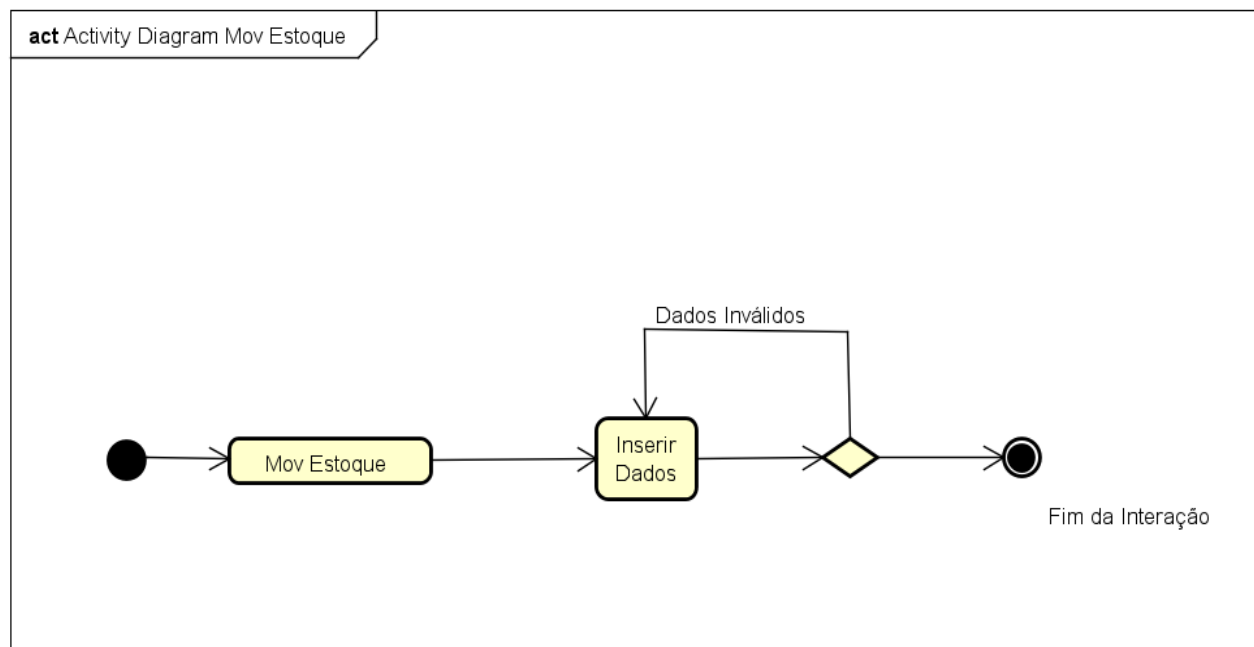 act Activity Diagram Mov Estoque
Dados Inválidos
Mov Estoque
Inserir
Dados
Fim da Interação